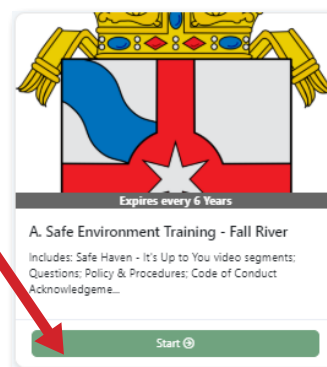 Expires every 6 Years
A. Safe Environment Training - Fall River
Includes: Safe Haven - It's Up to You video segments;
Questions; Policy & Procedures; Code of Conduct
Acknowledgeme...
Start